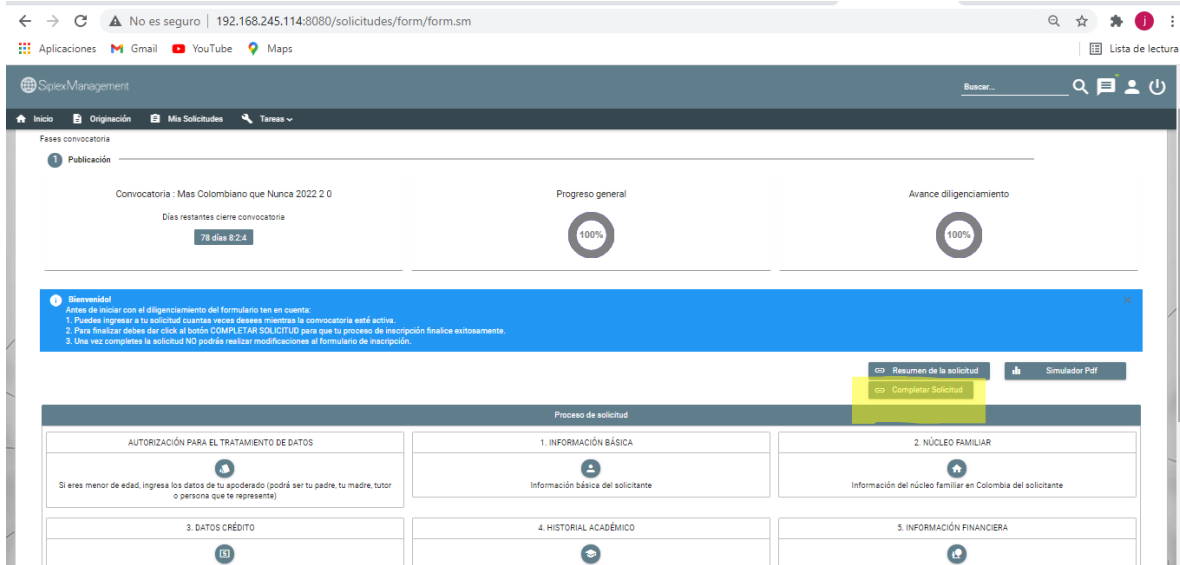 No es seguro | 192.168.245.114:8080/solicitudes/form/form.sm
j
Aplicaciones Gmail YouTube Maps Lista de lectura
SiplexManagement Buscar...
Inicio Originación Mis Solicitudes Tareas
Fases convocatoria
1 Publicación
Convocatoria : Mas Colombiano que Nunca 2022 2 0
Días restantes cierre convocatoria
78 días 8:2:4
Progreso general
100%
Avance diligenciamiento
100%
Bienvenido!
Antes de iniciar con el diligenciamiento del formulario ten en cuenta:
1. Puedes ingresar a tu solicitud cuantas veces desees mientras la convocatoria esté activa.
2. Para finalizar debes dar click al botón COMPLETAR SOLICITUD para que tu proceso de inscripción finalice exitosamente.
3. Una vez completes la solicitud NO podrás realizar modificaciones al formulario de inscripción.
Resumen de la solicitud Simulador Pdf
Completar Solicitud
Proceso de solicitud
AUTORIZACIÓN PARA EL TRATAMIENTO DE DATOS
Si eres menor de edad, ingresa los datos de tu apoderado (podrá ser tu padre, tu madre, tutor
o persona que te represente)
1. INFORMACIÓN BÁSICA
Información básica del solicitante
2. NÚCLEO FAMILIAR
Información del núcleo familiar en Colombia del solicitante
3. DATOS CRÉDITO
4. HISTORIAL ACADÉMICO
5. INFORMACIÓN FINANCIERA